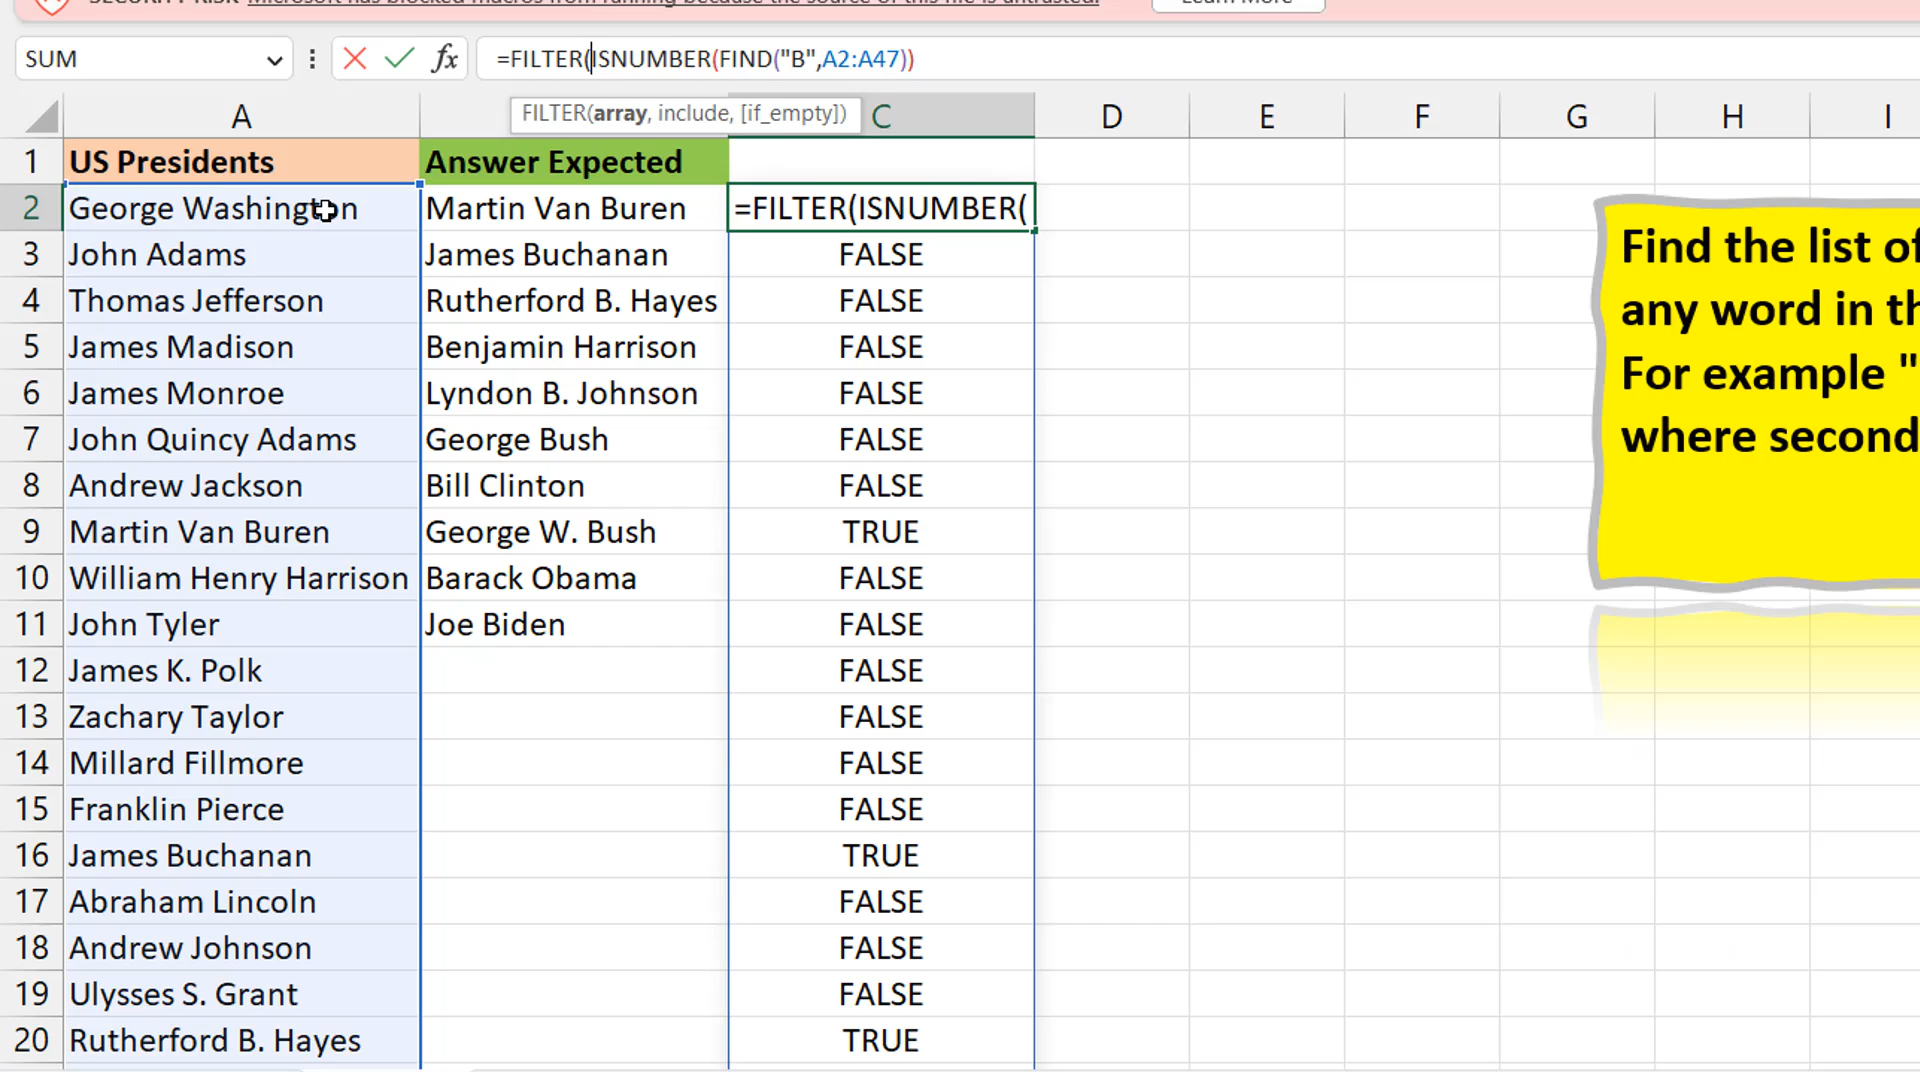 SECURITY RISK Microsoft has blocked macros from running because the source of this file is untrusted. Learn More
SUM fx =FILTER(ISNUMBER(FIND("B",A2:A47))
FILTER(array, include, [if_empty])
A C D E F G H I
1 US Presidents Answer Expected
2 George Washington Martin Van Buren =FILTER(ISNUMBER(
3 John Adams James Buchanan FALSE
4 Thomas Jefferson Rutherford B. Hayes FALSE
5 James Madison Benjamin Harrison FALSE
6 James Monroe Lyndon B. Johnson FALSE
7 John Quincy Adams George Bush FALSE
8 Andrew Jackson Bill Clinton FALSE
9 Martin Van Buren George W. Bush TRUE
10 William Henry Harrison Barack Obama FALSE
11 John Tyler Joe Biden FALSE
12 James K. Polk FALSE
13 Zachary Taylor FALSE
14 Millard Fillmore FALSE
15 Franklin Pierce FALSE
16 James Buchanan TRUE
17 Abraham Lincoln FALSE
18 Andrew Johnson FALSE
19 Ulysses S. Grant FALSE
20 Rutherford B. Hayes TRUE
Find the list of
any word in th
For example "
where second